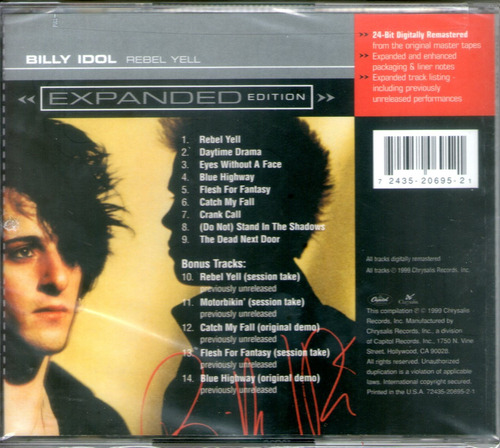 BILLY IDOL REBEL YELL
EXPANDED EDITION
24-Bit Digitally Remastered
from the original master tapes
Expanded and enhanced
packaging & liner notes
Expanded track listing -
including previously
unreleased performances
1. Rebel Yell
2. Daytime Drama
3. Eyes Without A Face
4. Blue Highway
5. Flesh For Fantasy
6. Catch My Fall
7. Crank Call
8. (Do Not) Stand In The Shadows
9. The Dead Next Door
Bonus Tracks:
10. Rebel Yell (session take)
previously unreleased
11. Motorbikin' (session take)
previously unreleased
12. Catch My Fall (original demo)
previously unreleased
13. Flesh For Fantasy (session take)
previously unreleased
14. Blue Highway (original demo)
previously unreleased
7 2435-20695-2 1
All tracks digitally remastered
All tracks ℗ 1999 Chrysalis Records, Inc.
Capitol
Chrysalis
This compilation ℗ © 1999 Chrysalis
Records, Inc. Manufactured by
Chrysalis Records, Inc., a division
of Capitol Records, Inc., 1750 N. Vine
Street, Hollywood, CA 90028.
All rights reserved. Unauthorized
duplication is a violation of applicable
laws. International copyright secured.
Printed in the U.S.A. 72435-20695-2-1